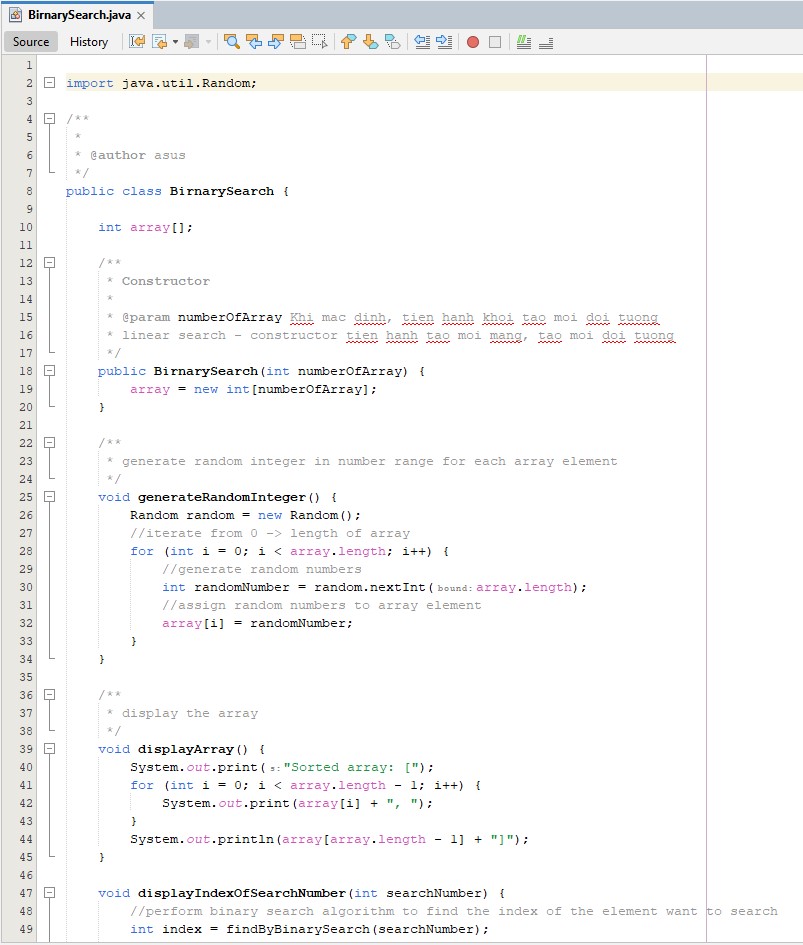 BirnarySearch.java
Source History
1
2 import java.util.Random;
3
4 /**
5 *
6 * @author asus
7 */
8 public class BirnarySearch {
9
10 int array[];
11
12 /**
13 * Constructor
14 *
15 * @param numberOfArray Khi mac dinh, tien hanh khoi tao moi doi tuong
16 * linear search - constructor tien hanh tao moi mang, tao moi doi tuong
17 */
18 public BirnarySearch(int numberOfArray) {
19 array = new int[numberOfArray];
20 }
21
22 /**
23 * generate random integer in number range for each array element
24 */
25 void generateRandomInteger() {
26 Random random = new Random();
27 //iterate from 0 -> length of array
28 for (int i = 0; i < array.length; i++) {
29 //generate random numbers
30 int randomNumber = random.nextInt(bound: array.length);
31 //assign random numbers to array element
32 array[i] = randomNumber;
33 }
34 }
35
36 /**
37 * display the array
38 */
39 void displayArray() {
40 System.out.print(s: "Sorted array: [");
41 for (int i = 0; i < array.length - 1; i++) {
42 System.out.print(array[i] + ", ");
43 }
44 System.out.println(array[array.length - 1] + "]");
45 }
46
47 void displayIndexOfSearchNumber(int searchNumber) {
48 //perform binary search algorithm to find the index of the element want to search
49 int index = findByBinarySearch(searchNumber);